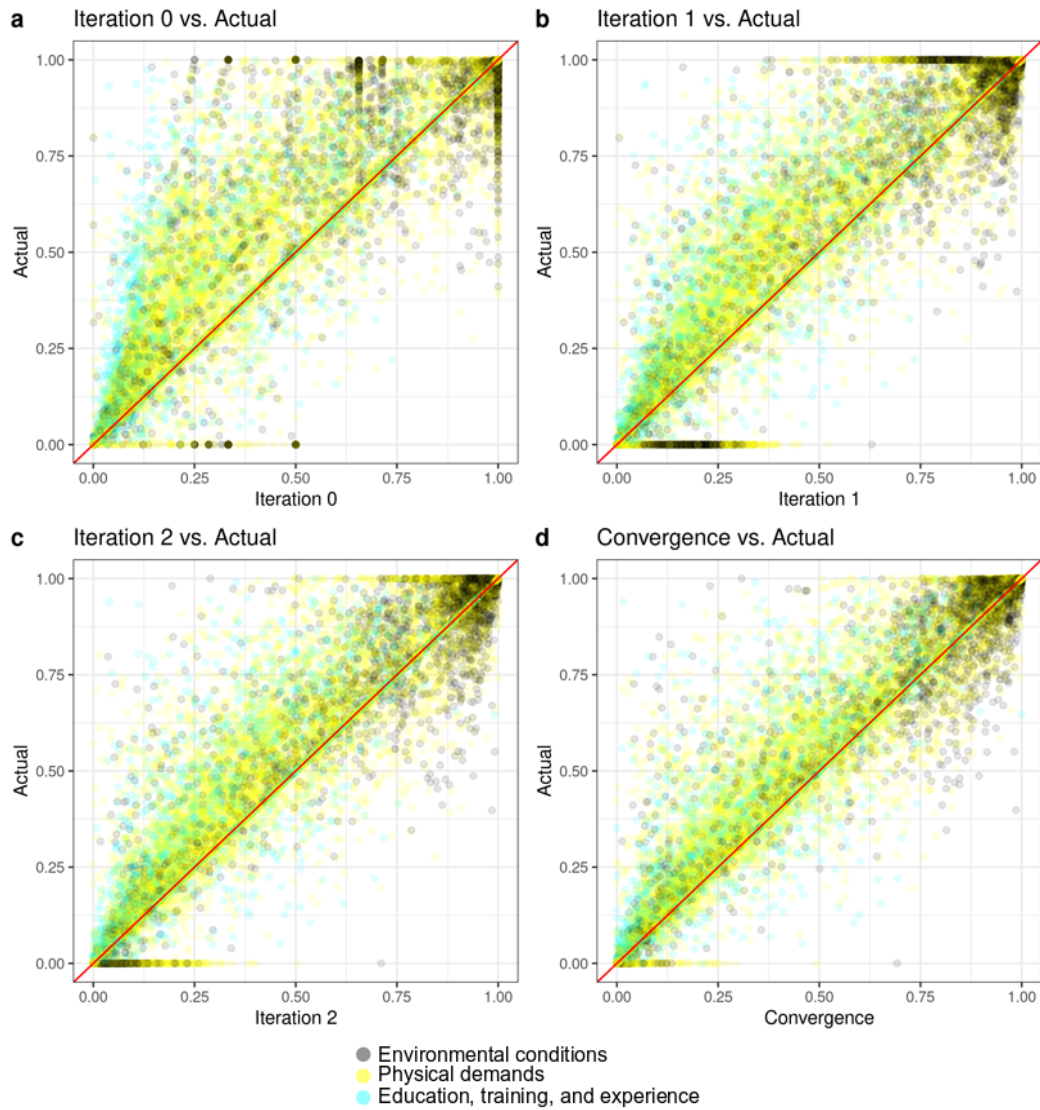 a Iteration 0 vs. Actual
1.00
0.75
0.50
0.25
0.00
Actual
0.00 0.25 0.50 0.75 1.00
Iteration 0
b Iteration 1 vs. Actual
1.00
0.75
0.50
0.25
0.00
Actual
0.00 0.25 0.50 0.75 1.00
Iteration 1
c Iteration 2 vs. Actual
1.00
0.75
0.50
0.25
0.00
Actual
0.00 0.25 0.50 0.75 1.00
Iteration 2
d Convergence vs. Actual
1.00
0.75
0.50
0.25
0.00
Actual
0.00 0.25 0.50 0.75 1.00
Convergence
Environmental conditions
Physical demands
Education, training, and experience